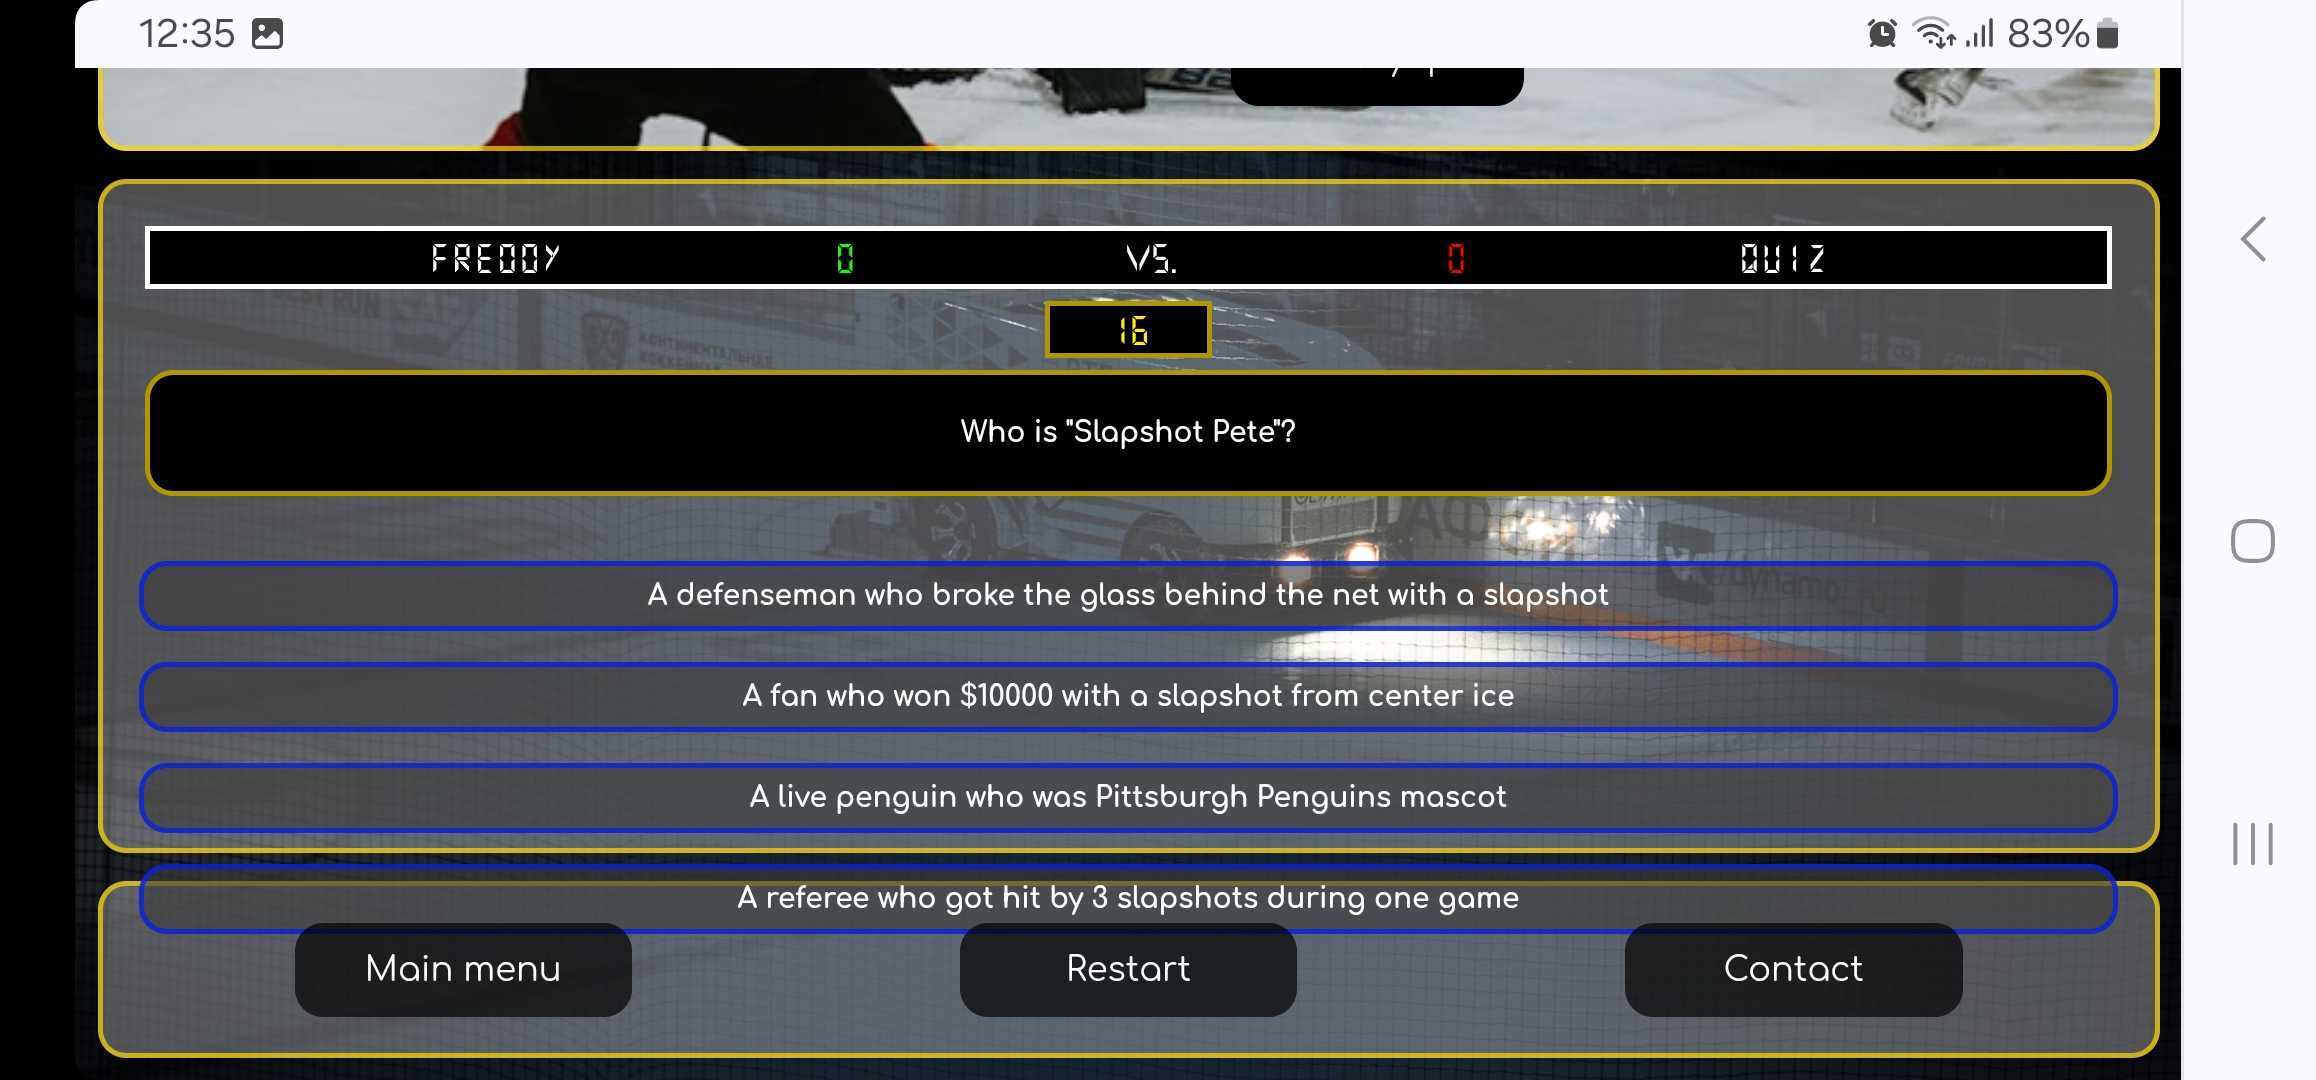 12:35
83%
FREDDY 0 VS. 0 QUIZ
16
Who is "Slapshot Pete"?
A defenseman who broke the glass behind the net with a slapshot
A fan who won $10000 with a slapshot from center ice
A live penguin who was Pittsburgh Penguins mascot
A referee who got hit by 3 slapshots during one game
Main menu
Restart
Contact